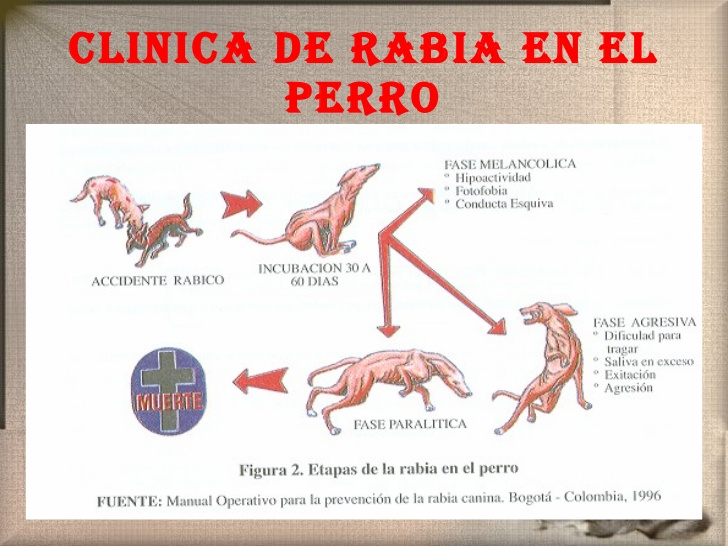 CLINICA DE RABIA EN EL
PERRO
FASE MELANCOLICA
º Hipoactividad
º Fotofobia
º Conducta Esquiva
ACCIDENTE RABICO
INCUBACION 30 A
60 DIAS
FASE AGRESIVA
º Dificulad para
tragar
º Saliva en exceso
º Exitación
º Agresión
MUERTE
FASE PARALITICA
Figura 2. Etapas de la rabia en el perro
FUENTE: Manual Operativo para la prevención de la rabia canina. Bogotá - Colombia, 1996